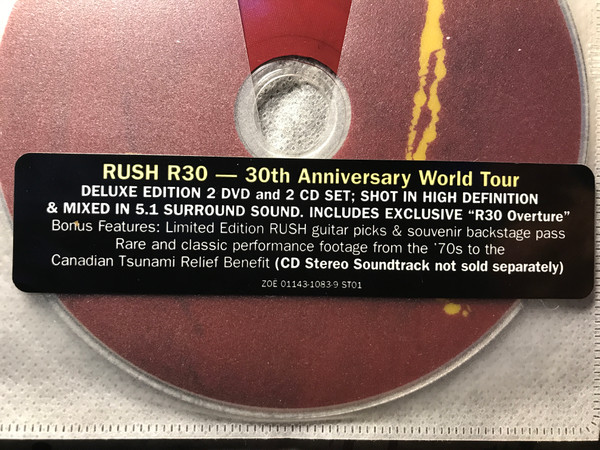 RUSH R30 — 30th Anniversary World Tour
DELUXE EDITION 2 DVD and 2 CD SET; SHOT IN HIGH DEFINITION
& MIXED IN 5.1 SURROUND SOUND. INCLUDES EXCLUSIVE “R30 Overture”
Bonus Features: Limited Edition RUSH guitar picks & souvenir backstage pass
Rare and classic performance footage from the ’70s to the
Canadian Tsunami Relief Benefit (CD Stereo Soundtrack not sold separately)
ZOE 01143-1083-9 ST01